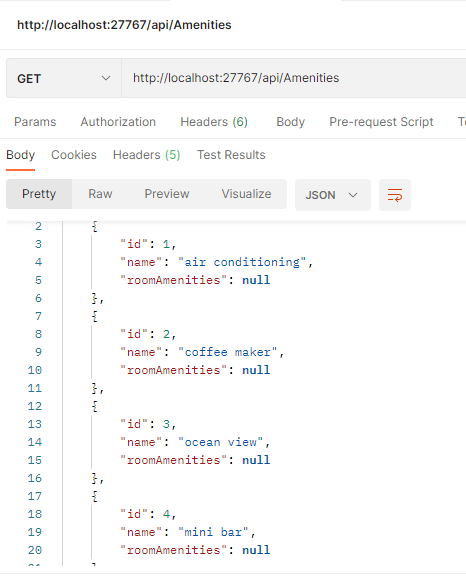 http://localhost:27767/api/Amenities
GET http://localhost:27767/api/Amenities
Params Authorization Headers (6) Body Pre-request Script
Body Cookies Headers (5) Test Results
Pretty Raw Preview Visualize JSON
2 {
3 "id": 1,
4 "name": "air conditioning",
5 "roomAmenities": null
6 },
7 {
8 "id": 2,
9 "name": "coffee maker",
10 "roomAmenities": null
11 },
12 {
13 "id": 3,
14 "name": "ocean view",
15 "roomAmenities": null
16 },
17 {
18 "id": 4,
19 "name": "mini bar",
20 "roomAmenities": null